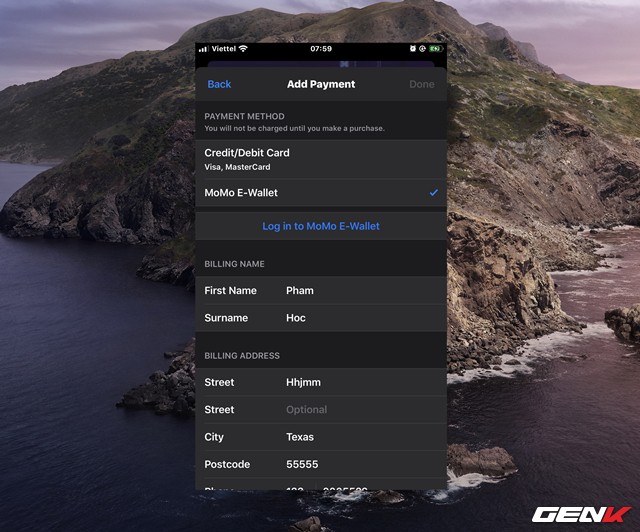 Viettel 07:59
Back Add Payment Done
PAYMENT METHOD
You will not be charged until you make a purchase.
Credit/Debit Card
Visa, MasterCard
MoMo E-Wallet
Log in to MoMo E-Wallet
BILLING NAME
First Name Pham
Surname Hoc
BILLING ADDRESS
Street Hhjmm
Street Optional
City Texas
Postcode 55555
GENK